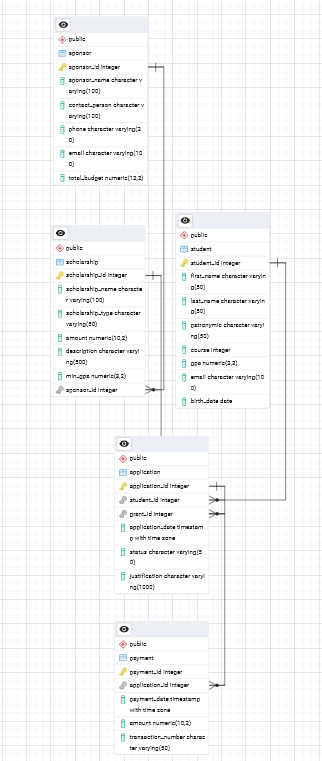 public
sponsor
sponsor_id integer
sponsor_name character v
arying(100)
contact_person character v
arying(100)
phone character varying(2
0)
email character varying(10
0)
total_budget numeric(12,2)
public
scholarship
scholarship_id integer
scholarship_name characte
r varying(100)
scholarship_type character
varying(50)
amount numeric(10,2)
description character varyi
ng(500)
min_gpa numeric(3,2)
sponsor_id integer
public
student
student_id integer
first_name character varyin
g(50)
last_name character varyin
g(50)
patronymic character varyi
ng(50)
course integer
gpa numeric(3,2)
email character varying(10
0)
birth_date date
public
application
application_id integer
student_id integer
grant_id integer
application_date timestam
p with time zone
status character varying(5
0)
justification character varyi
ng(1000)
public
payment
payment_id integer
application_id integer
payment_date timestamp
with time zone
amount numeric(10,2)
transaction_number charac
ter varying(50)